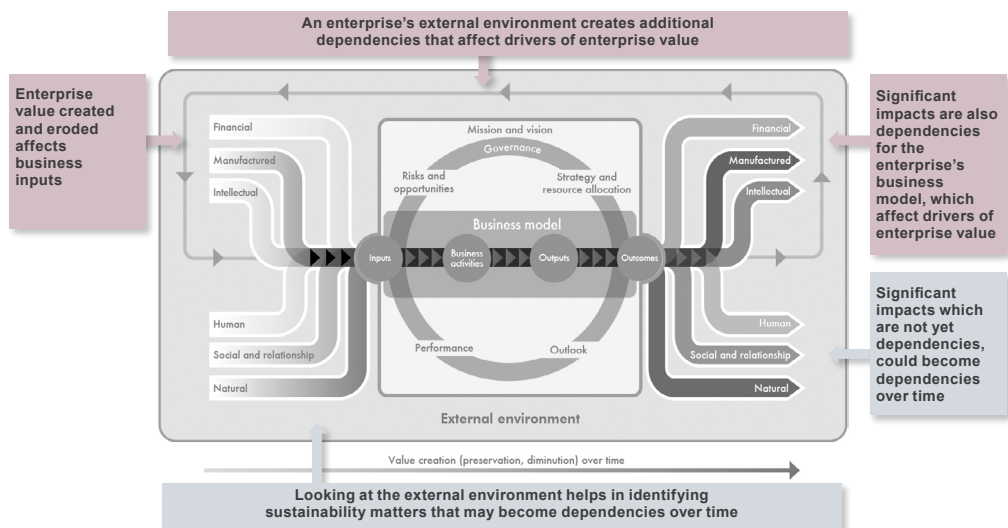 An enterprise’s external environment creates additional
dependencies that affect drivers of enterprise value
Enterprise
value created
and eroded
affects
business
inputs
Financial
Manufactured
Intellectual
Human
Social and relationship
Natural
Mission and vision
Governance
Risks and
opportunities
Strategy and
resource allocation
Business model
Inputs
Business
activities
Outputs
Outcomes
Performance
Outlook
External environment
Financial
Manufactured
Intellectual
Human
Social and relationship
Natural
Significant
impacts are also
dependencies
for the
enterprise’s
business
model, which
affect drivers of
enterprise value
Significant
impacts which
are not yet
dependencies,
could become
dependencies
over time
Value creation (preservation, diminution) over time
Looking at the external environment helps in identifying
sustainability matters that may become dependencies over time